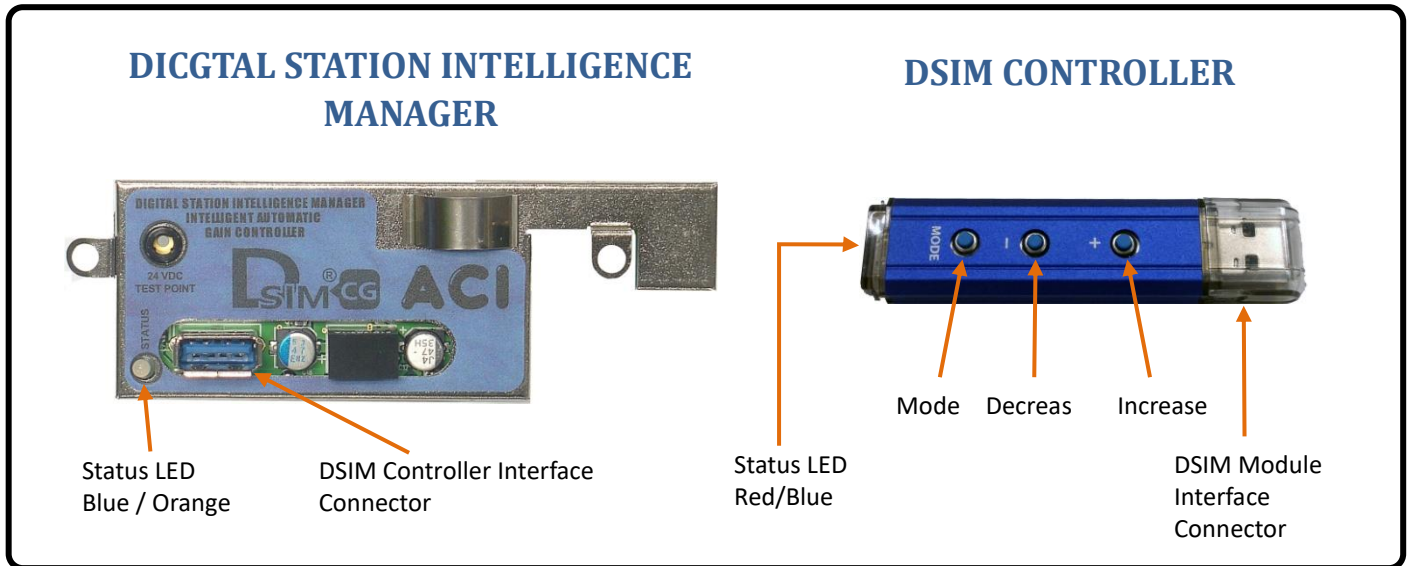 DICGTAL STATION INTELLIGENCE
MANAGER
DSIM CONTROLLER
DIGITAL STATION INTELLIGENCE MANAGER
INTELLIGENT AUTOMATIC
GAIN CONTROLLER
24 VDC
TEST POINT
DSIM®CG ACI
STATUS
MODE
-
+
Mode Decreas Increase
Status LED
Blue / Orange
DSIM Controller Interface
Connector
Status LED
Red/Blue
DSIM Module
Interface
Connector